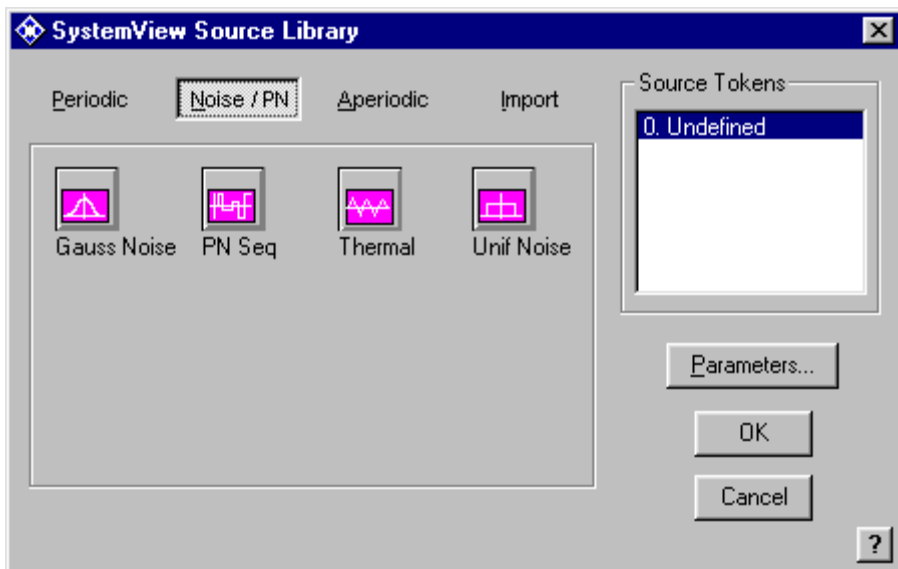 SystemView Source Library
Periodic Noise / PN Aperiodic Import
Source Tokens
0. Undefined
Gauss Noise PN Seq Thermal Unif Noise
Parameters...
OK
Cancel
?